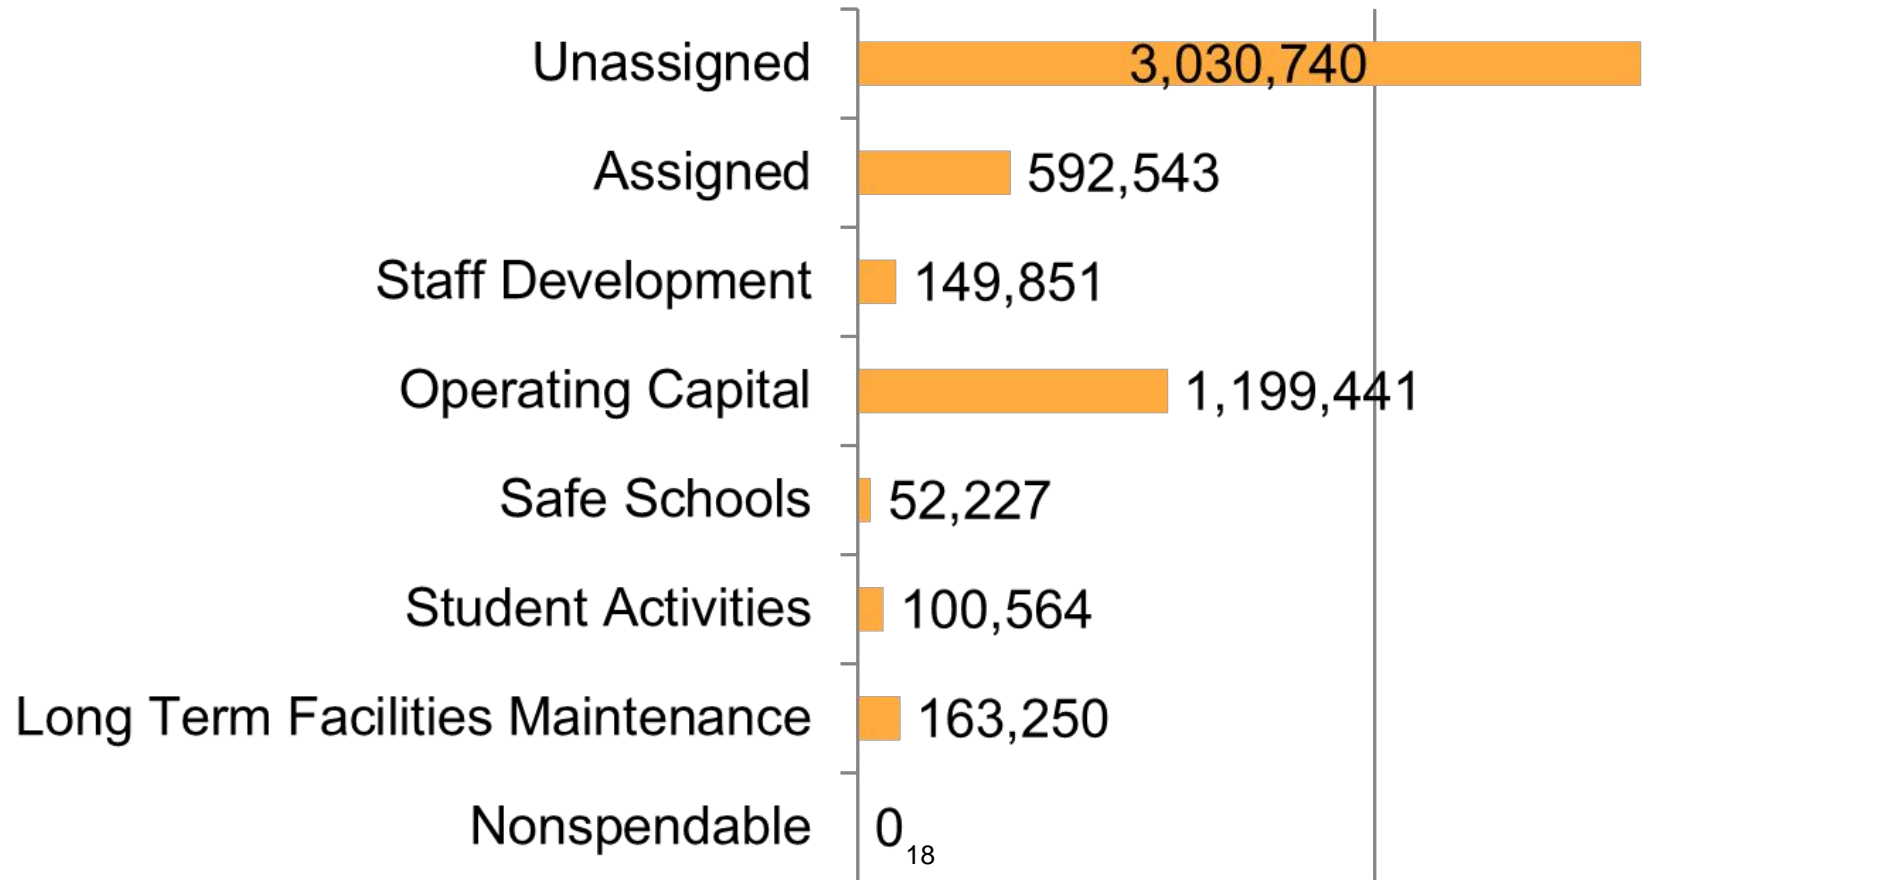 Unassigned 3,030,740
Assigned 592,543
Staff Development 149,851
Operating Capital 1,199,441
Safe Schools 52,227
Student Activities 100,564
Long Term Facilities Maintenance 163,250
Nonspendable 0
18